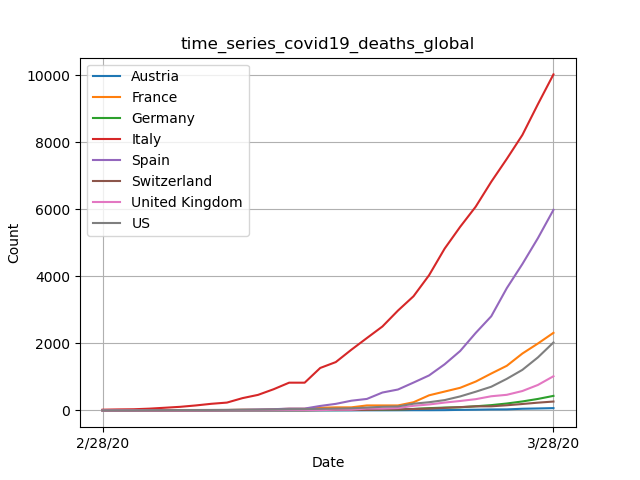 time_series_covid19_deaths_global
Austria
France
Germany
Italy
Spain
Switzerland
United Kingdom
US
10000
8000
6000
4000
2000
0
Count
2/28/20
3/28/20
Date